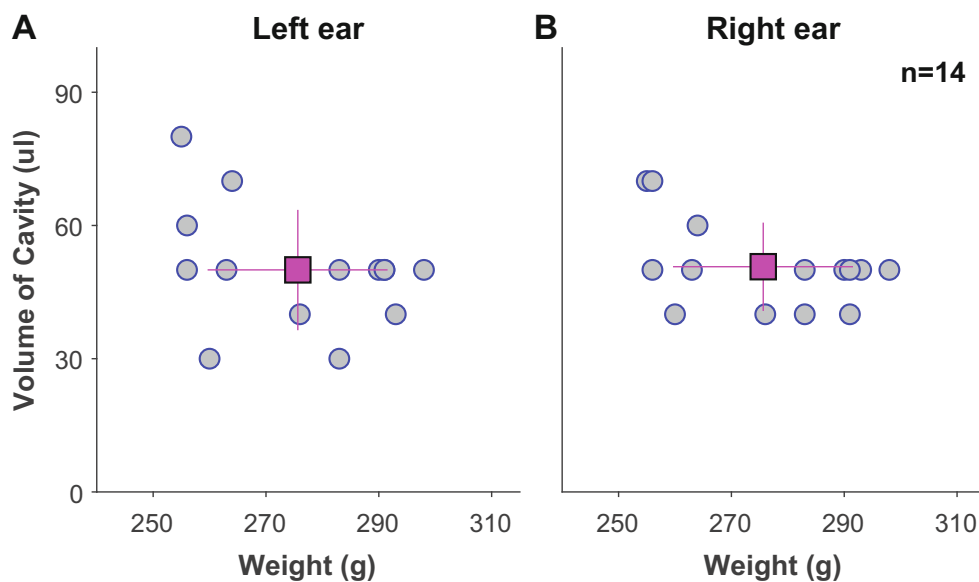 A
Left ear
B
Right ear
n=14
Volume of Cavity (ul)
90
60
30
0
250
270
290
310
250
270
290
310
Weight (g)
Weight (g)